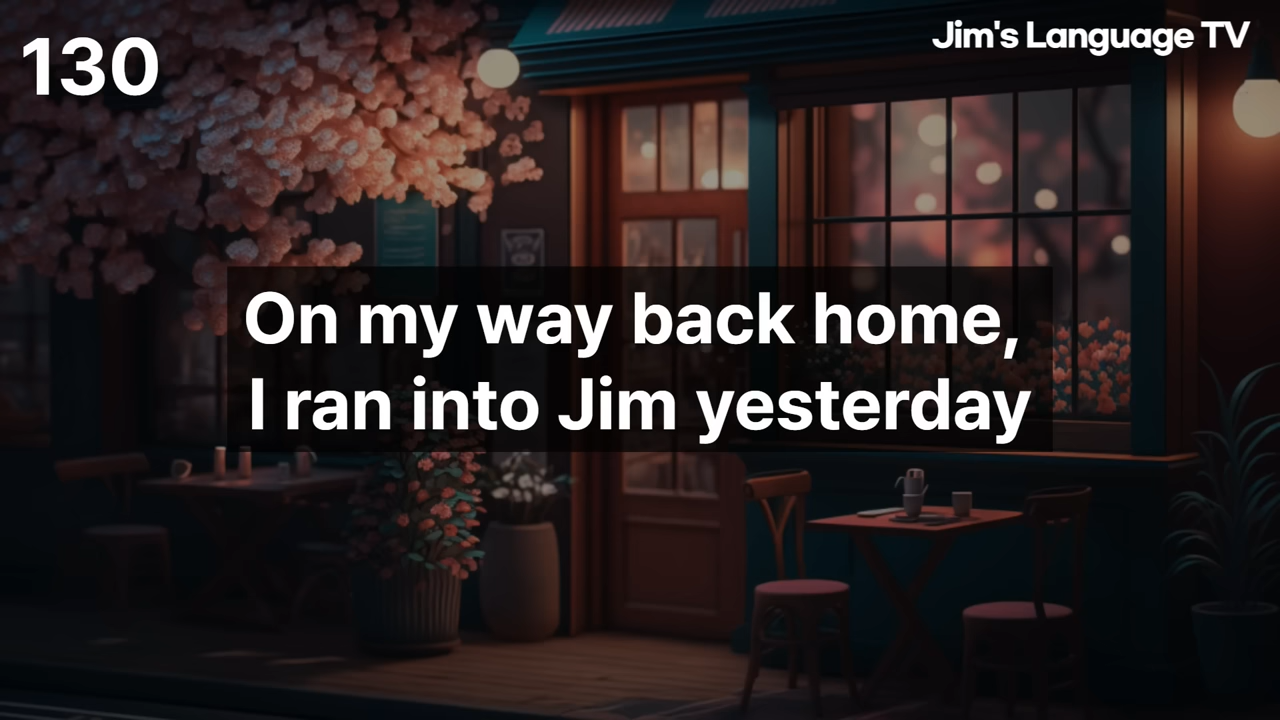 130
Jim's Language TV
On my way back home,
I ran into Jim yesterday